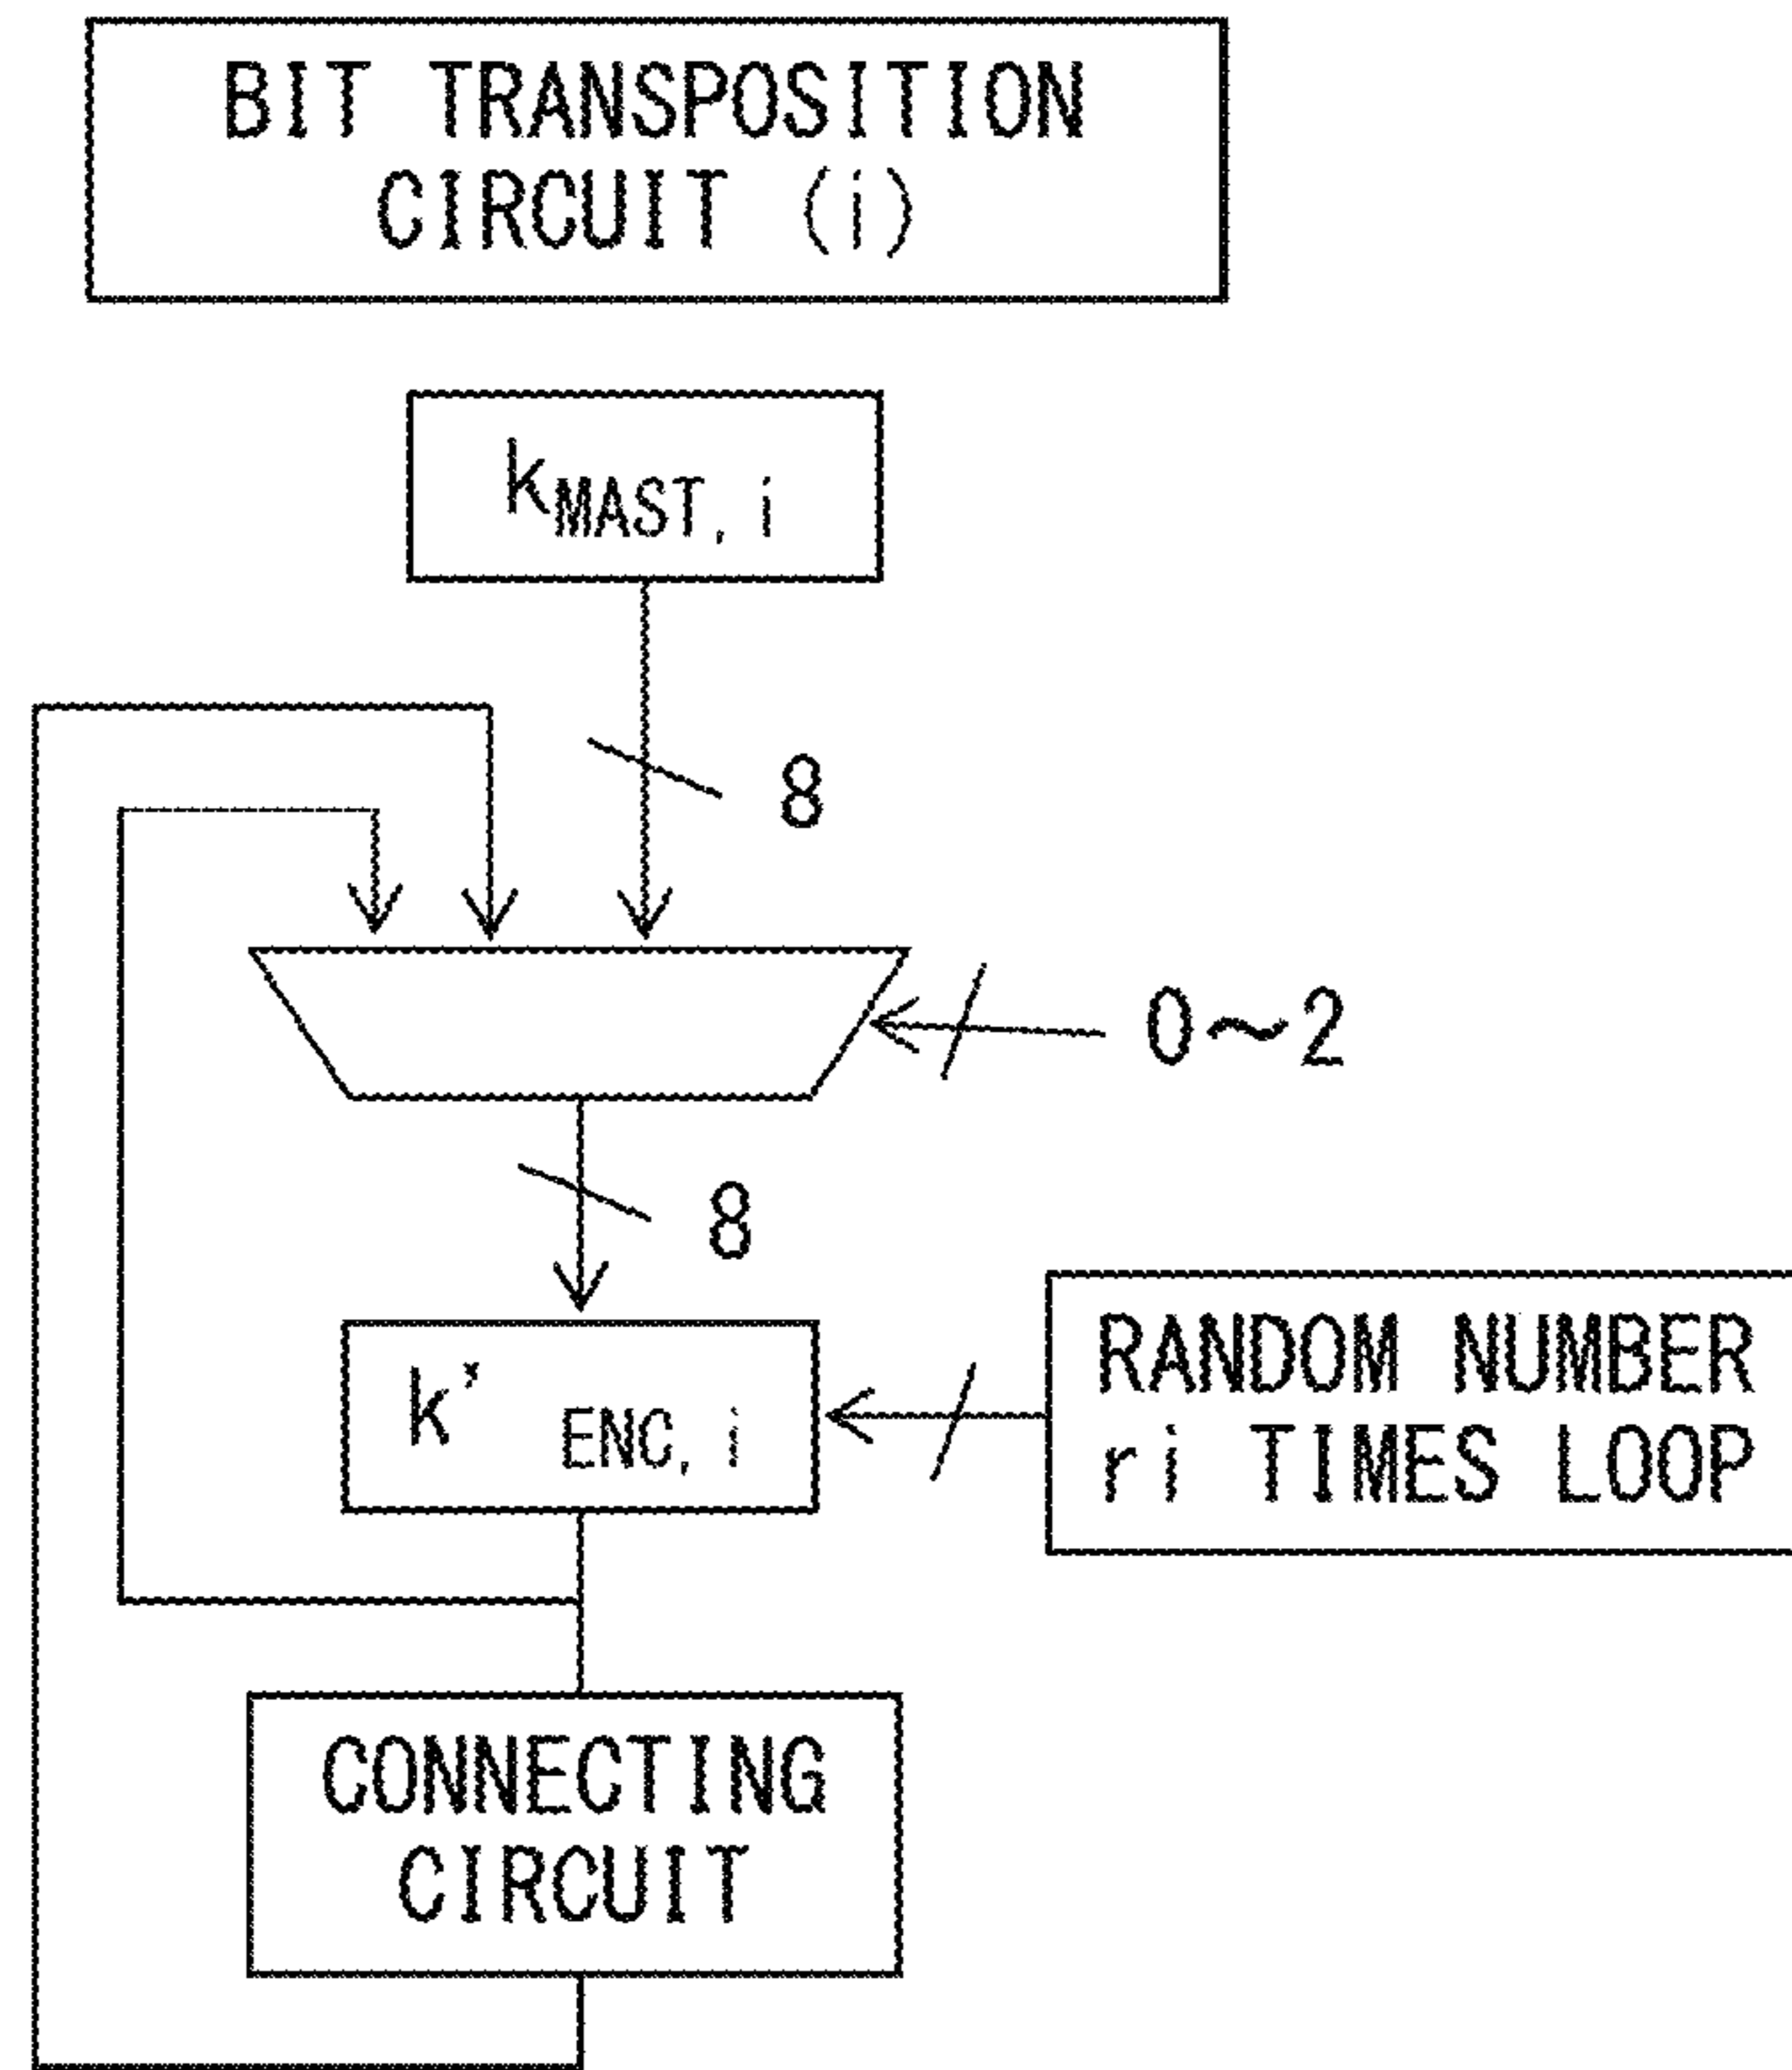 BIT TRANSPOSITION
CIRCUIT (i)
kMAST, i
8
0~2
8
k' ENC, i
RANDOM NUMBER
ri TIMES LOOP
CONNECTING
CIRCUIT